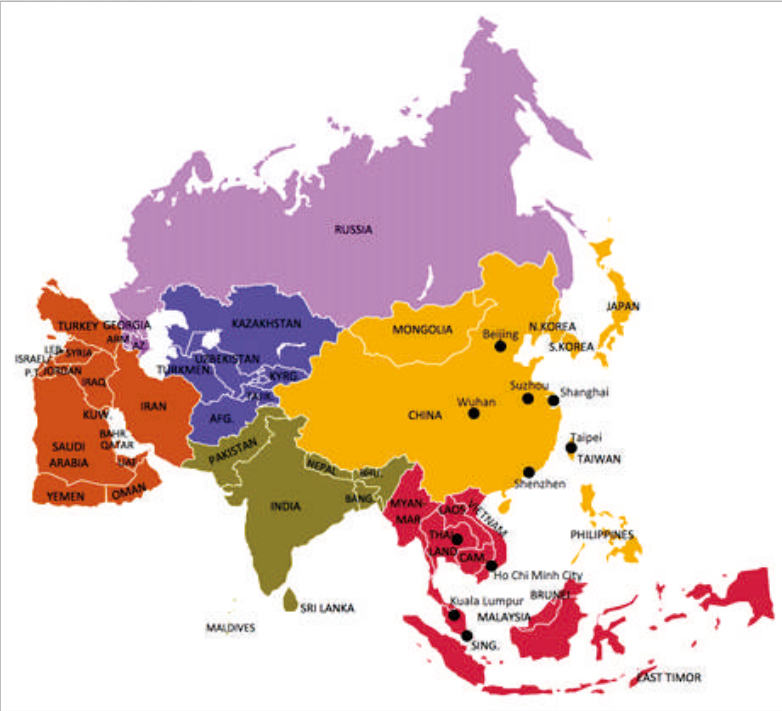 RUSSIA
JAPAN
TURKEY
GEORGIA
ARM.
AZ.
KAZAKHSTAN
MONGOLIA
N.KOREA
Beijing
S.KOREA
LEB.
SYRIA
ISRAEL
P.T.
JORDAN
IRAQ
UZBEKISTAN
TURKMEN.
KYRG.
TAJIK.
Suzhou
Shanghai
Wuhan
KUW.
IRAN
AFG.
CHINA
BAHR.
QATAR
Taipei
TAIWAN
SAUDI
ARABIA
UAE
PAKISTAN
NEPAL
BHU.
Shenzhen
YEMEN
OMAN
INDIA
BANG.
MYAN-
MAR
LAOS
VIETNAM
THAI
LAND
CAM.
PHILIPPINES
Ho Chi Minh City
BRUNEI
Kuala Lumpur
SRI LANKA
MALAYSIA
MALDIVES
SING.
EAST TIMOR